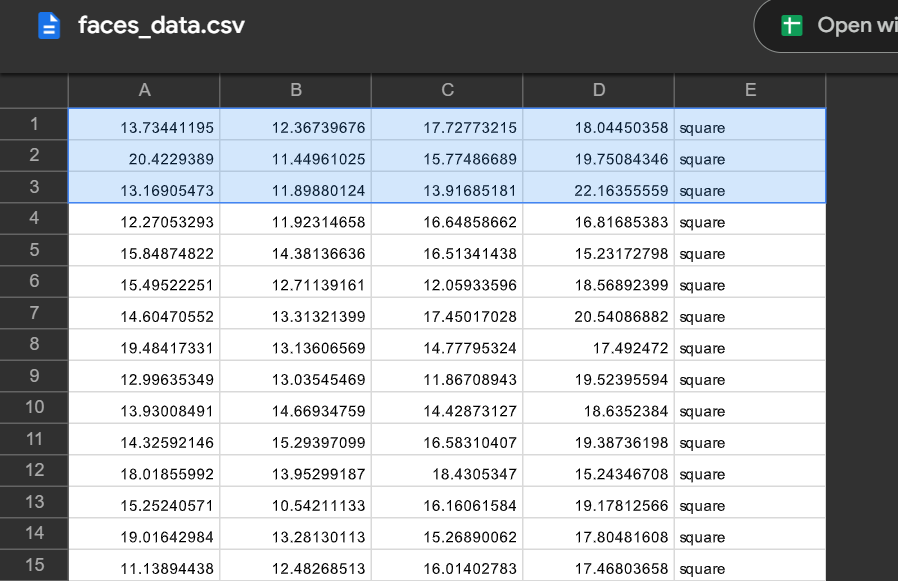 faces_data.csv
Open wi
A B C D E
1 13.73441195 12.36739676 17.72773215 18.04450358 square
2 20.4229389 11.44961025 15.77486689 19.75084346 square
3 13.16905473 11.89880124 13.91685181 22.16355559 square
4 12.27053293 11.92314658 16.64858662 16.81685383 square
5 15.84874822 14.38136636 16.51341438 15.23172798 square
6 15.49522251 12.71139161 12.05933596 18.56892399 square
7 14.60470552 13.31321399 17.45017028 20.54086882 square
8 19.48417331 13.13606569 14.77795324 17.492472 square
9 12.99635349 13.03545469 11.86708943 19.52395594 square
10 13.93008491 14.66934759 14.42873127 18.6352384 square
11 14.32592146 15.29397099 16.58310407 19.38736198 square
12 18.01855992 13.95299187 18.4305347 15.24346708 square
13 15.25240571 10.54211133 16.16061584 19.17812566 square
14 19.01642984 13.28130113 15.26890062 17.80481608 square
15 11.13894438 12.48268513 16.01402783 17.46803658 square